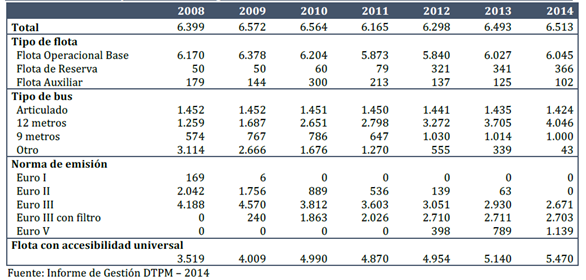 2008 2009 2010 2011 2012 2013 2014
Total 6.399 6.572 6.564 6.165 6.298 6.493 6.513
Tipo de flota
Flota Operacional Base 6.170 6.378 6.204 5.873 5.840 6.027 6.045
Flota de Reserva 50 50 60 79 321 341 366
Flota Auxiliar 179 144 300 213 137 125 102
Tipo de bus
Articulado 1.452 1.452 1.451 1.450 1.441 1.435 1.424
12 metros 1.259 1.687 2.651 2.798 3.272 3.705 4.046
9 metros 574 767 786 647 1.030 1.014 1.000
Otro 3.114 2.666 1.676 1.270 555 339 43
Norma de emisión
Euro I 169 6 0 0 0 0 0
Euro II 2.042 1.756 889 536 139 63 0
Euro III 4.188 4.570 3.812 3.603 3.051 2.930 2.671
Euro III con filtro 0 240 1.863 2.026 2.710 2.711 2.703
Euro V 0 0 0 0 398 789 1.139
Flota con accesibilidad universal
3.519 4.009 4.990 4.870 4.954 5.140 5.470
Fuente: Informe de Gestión DTPM – 2014